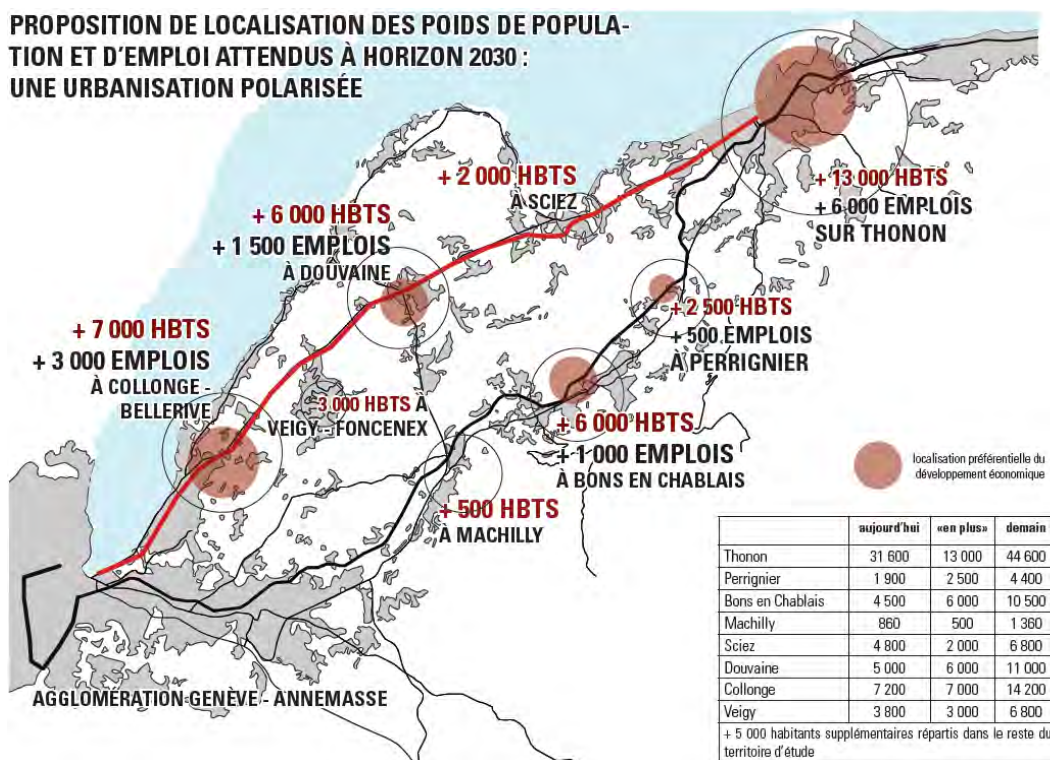 PROPOSITION DE LOCALISATION DES POIDS DE POPULA-
TION ET D'EMPLOI ATTENDUS À HORIZON 2030 :
UNE URBANISATION POLARISÉE
+ 2 000 HBTS
À SCIEZ
+ 13 000 HBTS
+ 6 000 EMPLOIS
SUR THONON
+ 6 000 HBTS
+ 1 500 EMPLOIS
À DOUVAINE
+ 2 500 HBTS
+ 500 EMPLOIS
À PERRIGNIER
+ 7 000 HBTS
+ 3 000 EMPLOIS
À COLLONGE -
BELLERIVE
3 000 HBTS À
VEIGY - FONCENEX
+ 6 000 HBTS
+ 1 000 EMPLOIS
À BONS EN CHABLAIS
+ 500 HBTS
À MACHILLY
localisation préférentielle du
développement économique
AGGLOMÉRATION GENÈVE - ANNEMASSE
aujourd'hui «en plus» demain
Thonon 31 600 13 000 44 600
Perrignier 1 900 2 500 4 400
Bons en Chablais 4 500 6 000 10 500
Machilly 860 500 1 360
Sciez 4 800 2 000 6 800
Douvaine 5 000 6 000 11 000
Collonge 7 200 7 000 14 200
Veigy 3 800 3 000 6 800
+ 5 000 habitants supplémentaires répartis dans le reste du
territoire d'étude